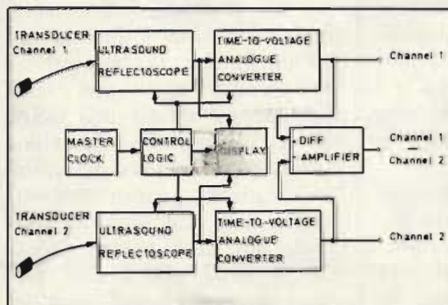 TRANSDUCER
Channel 1
ULTRASOUND
REFLECTOSCOPE
TIME-TO-VOLTAGE
ANALOGUE
CONVERTER
Channel 1
MASTER
CLOCK
CONTROL
LOGIC
DISPLAY
DIFF
AMPLIFIER
Channel 1
—
Channel 2
TRANSDUCER
Channel 2
ULTRASOUND
REFLECTOSCOPE
TIME-TO-VOLTAGE
ANALOGUE
CONVERTER
Channel 2